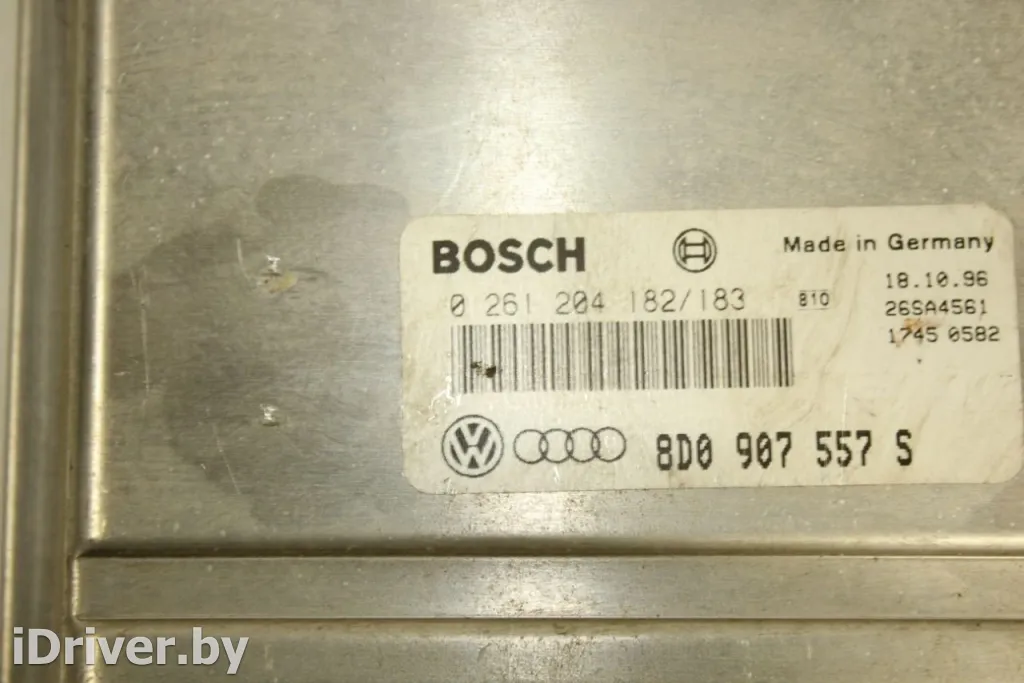 BOSCH
Made in Germany
18.10.96
0 261 204 182/183
810
26SA4561
1745 0582
8D0 907 557 S
iDriver.by